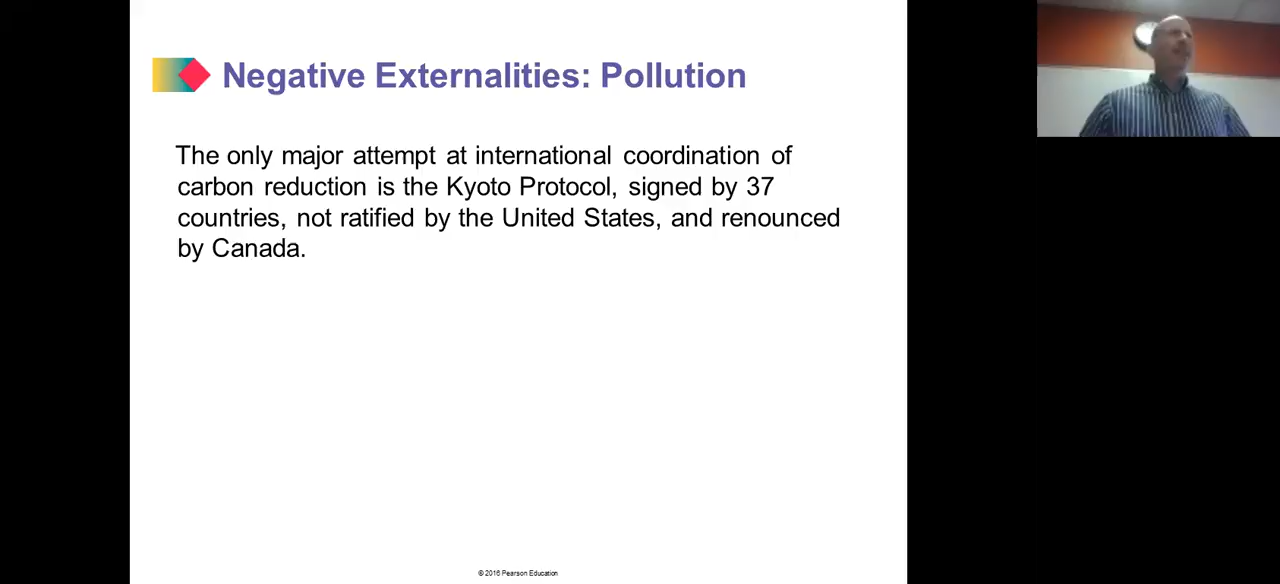 Negative Externalities: Pollution
The only major attempt at international coordination of
carbon reduction is the Kyoto Protocol, signed by 37
countries, not ratified by the United States, and renounced
by Canada.
© 2016 Pearson Education